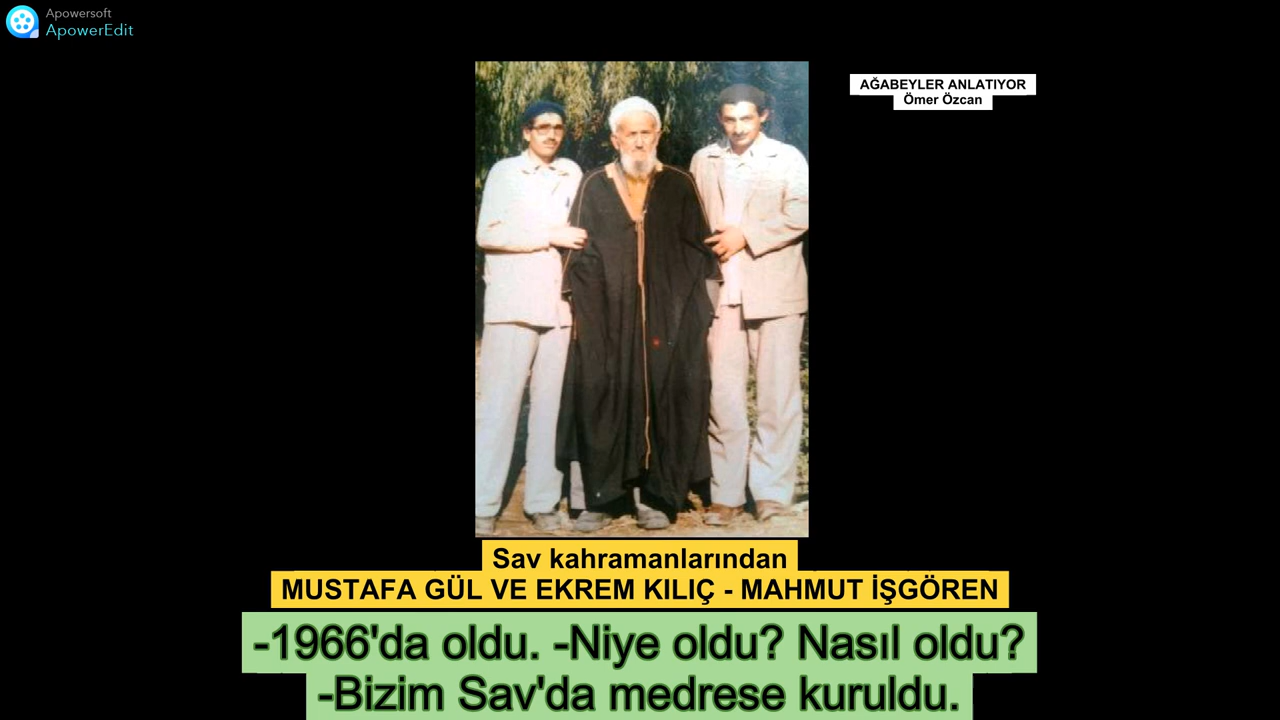 Apowersoft
ApowerEdit
AĞABEYLER ANLATIYOR
Ömer Özcan
Sav kahramanlarından
MUSTAFA GÜL VE EKREM KILIÇ - MAHMUT İŞGÖREN
-1966'da oldu. -Niye oldu? Nasıl oldu?
-Bizim Sav'da medrese kuruldu.